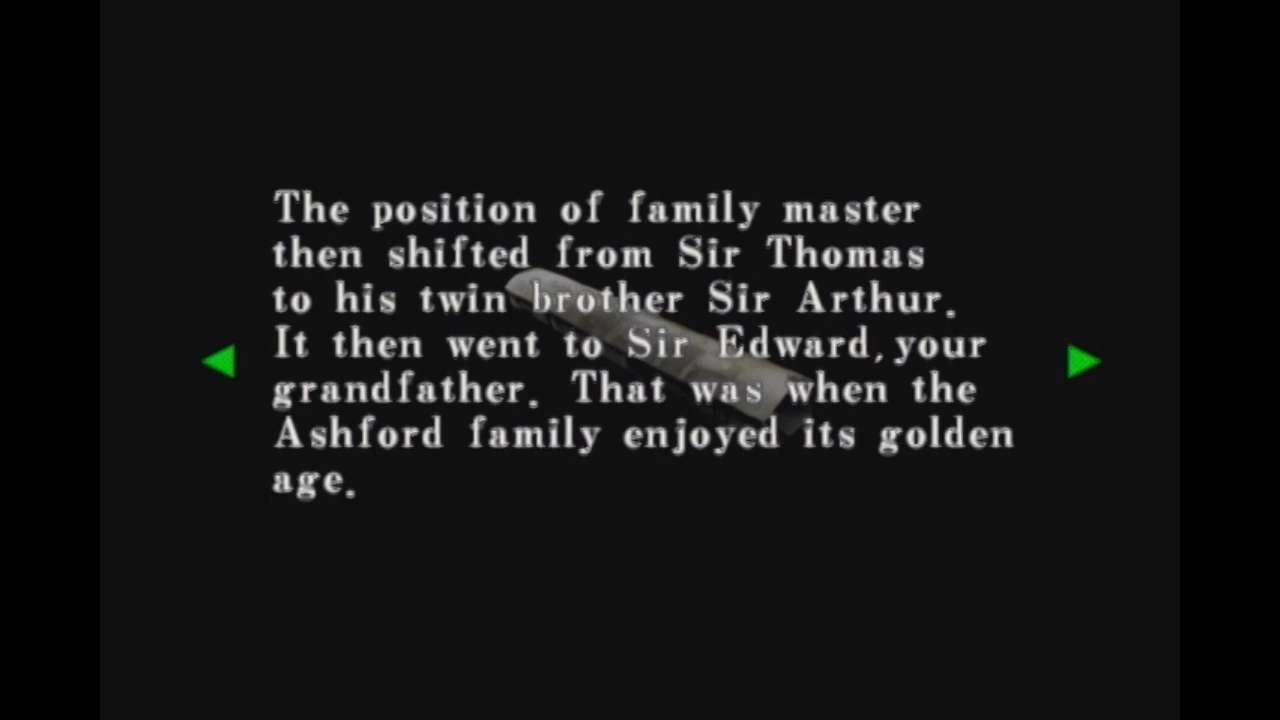 The position of family master
then shifted from Sir Thomas
to his twin brother Sir Arthur.
It then went to Sir Edward, your
grandfather. That was when the
Ashford family enjoyed its golden
age.